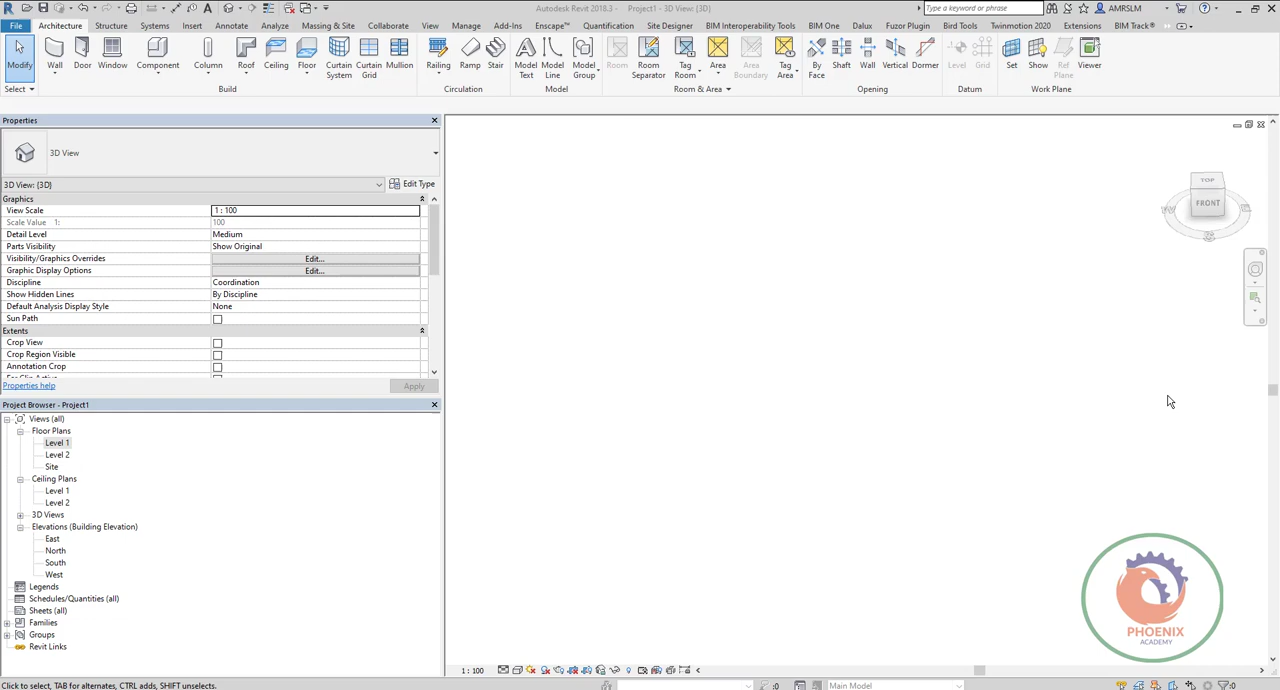 Autodesk Revit 2018.3 - Project1 - 3D View: {3D}
Type a keyword or phrase
AMRSLM
File Architecture Structure Systems Insert Annotate Analyze Massing & Site Collaborate View Manage Add-Ins Enscape™ Quantification Site Designer BIM Interoperability Tools BIM One Dalux Fuzor Plugin Bird Tools Twinmotion 2020 Extensions BIM Track®
Modify Wall Door Window Component Column Roof Ceiling Floor Curtain System Curtain Grid Mullion Railing Ramp Stair Model Text Model Line Model Group Room Room Separator Tag Room Area Area Boundary Tag Area By Face Shaft Wall Vertical Dormer Level Grid Set Show Ref Plane Viewer
Select Build Circulation Model Room & Area Opening Datum Work Plane
Properties
3D View
3D View: {3D} Edit Type
Graphics
View Scale 1 : 100
Scale Value 1: 100
Detail Level Medium
Parts Visibility Show Original
Visibility/Graphics Overrides Edit...
Graphic Display Options Edit...
Discipline Coordination
Show Hidden Lines By Discipline
Default Analysis Display Style None
Sun Path
Extents
Crop View
Crop Region Visible
Annotation Crop
Properties help Apply
Project Browser - Project1
Views (all)
Floor Plans
Level 1
Level 2
Site
Ceiling Plans
Level 1
Level 2
3D Views
Elevations (Building Elevation)
East
North
South
West
Legends
Schedules/Quantities (all)
Sheets (all)
Families
Groups
Revit Links
TOP
FRONT
PHOENIX
ACADEMY
1 : 100
Click to select, TAB for alternates, CTRL adds, SHIFT unselects.
:0 Main Model :0